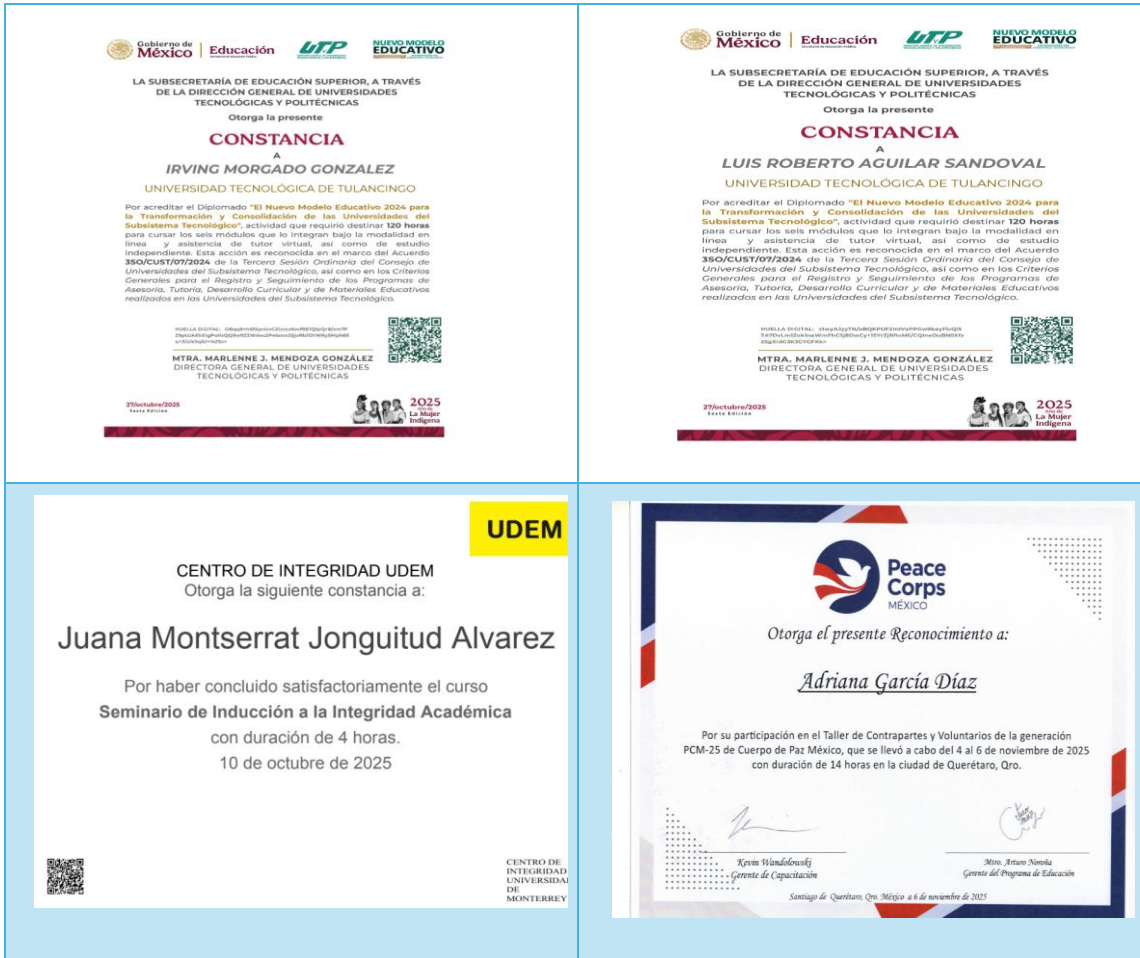 Gobierno de
México
Educación
Secretaría de Educación Pública
UTP
NUEVO MODELO
EDUCATIVO
LA SUBSECRETARÍA DE EDUCACIÓN SUPERIOR, A TRAVÉS
DE LA DIRECCIÓN GENERAL DE UNIVERSIDADES
TECNOLÓGICAS Y POLITÉCNICAS
Otorga la presente
CONSTANCIA
A
IRVING MORGADO GONZALEZ
UNIVERSIDAD TECNOLÓGICA DE TULANCINGO
Por acreditar el Diplomado "El Nuevo Modelo Educativo 2024 para
la Transformación y Consolidación de las Universidades del
Subsistema Tecnológico", actividad que requirió destinar 120 horas
para cursar los seis módulos que lo integran bajo la modalidad en
línea y asistencia de tutor virtual, así como de estudio
independiente. Esta acción es reconocida en el marco del Acuerdo
3SO/CUST/07/2024 de la Tercera Sesión Ordinaria del Consejo de
Universidades del Subsistema Tecnológico, así como en los Criterios
Generales para el Registro y Seguimiento de los Programas de
Asesoría, Tutoría, Desarrollo Curricular y de Materiales Educativos
realizados en las Universidades del Subsistema Tecnológico.
HUELLA DIGITAL:
MTRA. MARLENNE J. MENDOZA GONZÁLEZ
DIRECTORA GENERAL DE UNIVERSIDADES
TECNOLÓGICAS Y POLITÉCNICAS
27/octubre/2025
Sexta Edición
2025
Año de
La Mujer
Indígena
Gobierno de
México
Educación
Secretaría de Educación Pública
UTP
NUEVO MODELO
EDUCATIVO
LA SUBSECRETARÍA DE EDUCACIÓN SUPERIOR, A TRAVÉS
DE LA DIRECCIÓN GENERAL DE UNIVERSIDADES
TECNOLÓGICAS Y POLITÉCNICAS
Otorga la presente
CONSTANCIA
A
LUIS ROBERTO AGUILAR SANDOVAL
UNIVERSIDAD TECNOLÓGICA DE TULANCINGO
Por acreditar el Diplomado "El Nuevo Modelo Educativo 2024 para
la Transformación y Consolidación de las Universidades del
Subsistema Tecnológico", actividad que requirió destinar 120 horas
para cursar los seis módulos que lo integran bajo la modalidad en
línea y asistencia de tutor virtual, así como de estudio
independiente. Esta acción es reconocida en el marco del Acuerdo
3SO/CUST/07/2024 de la Tercera Sesión Ordinaria del Consejo de
Universidades del Subsistema Tecnológico, así como en los Criterios
Generales para el Registro y Seguimiento de los Programas de
Asesoría, Tutoría, Desarrollo Curricular y de Materiales Educativos
realizados en las Universidades del Subsistema Tecnológico.
HUELLA DIGITAL:
MTRA. MARLENNE J. MENDOZA GONZÁLEZ
DIRECTORA GENERAL DE UNIVERSIDADES
TECNOLÓGICAS Y POLITÉCNICAS
27/octubre/2025
Sexta Edición
2025
Año de
La Mujer
Indígena
UDEM
CENTRO DE INTEGRIDAD UDEM
Otorga la siguiente constancia a:
Juana Montserrat Jonguitud Alvarez
Por haber concluido satisfactoriamente el curso
Seminario de Inducción a la Integridad Académica
con duración de 4 horas.
10 de octubre de 2025
CENTRO DE
INTEGRIDAD
UNIVERSIDA
DE
MONTERREY
Peace
Corps
MÉXICO
Otorga el presente Reconocimiento a:
Adriana García Díaz
Por su participación en el Taller de Contrapartes y Voluntarios de la generación
PCM-25 de Cuerpo de Paz México, que se llevó a cabo del 4 al 6 de noviembre de 2025
con duración de 14 horas en la ciudad de Querétaro, Qro.
Kevin Wandolowski
Gerente de Capacitación
Mtro. Arturo Noroña
Gerente del Programa de Educación
Santiago de Querétaro, Qro. México a 6 de noviembre de 2025